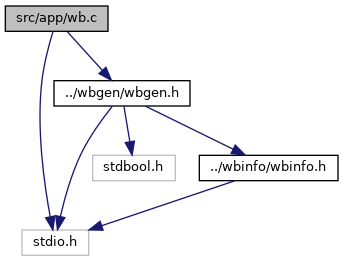 src/app/wb.c
../wbgen/wbgen.h
stdbool.h
../wbinfo/wbinfo.h
stdio.h